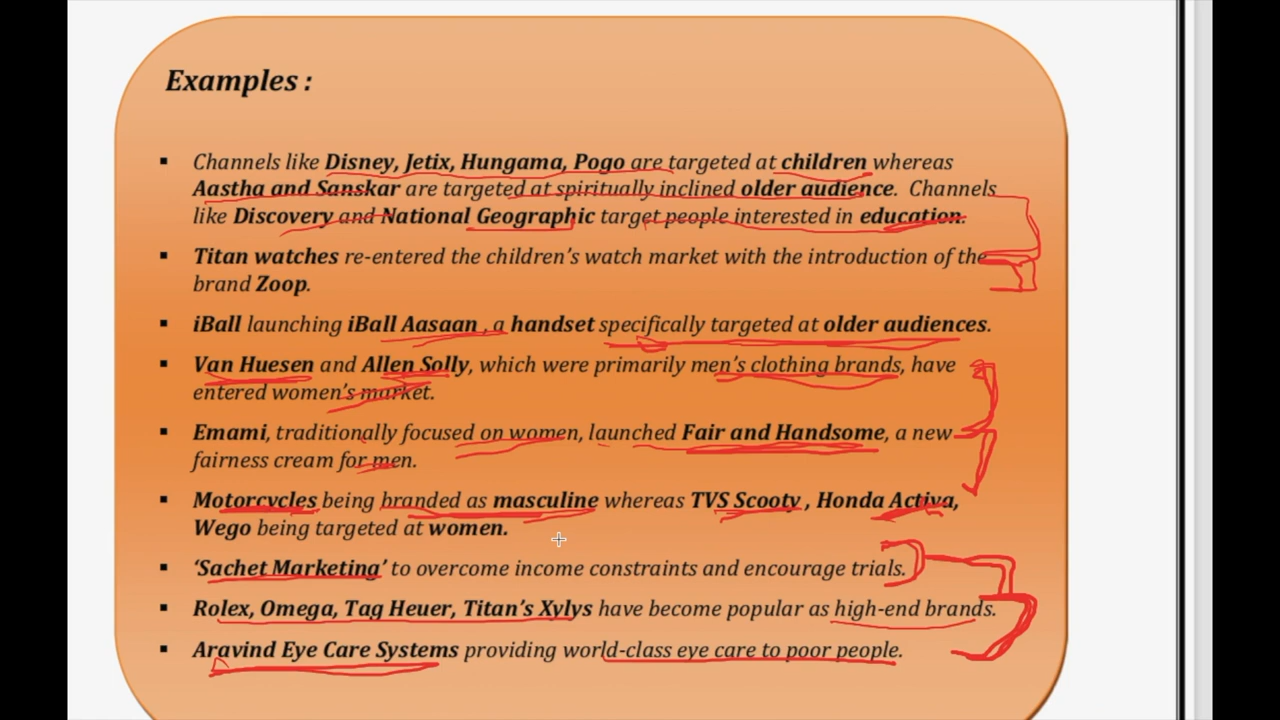 Examples :
▪ Channels like Disney, Jetix, Hungama, Pogo are targeted at children whereas
Aastha and Sanskar are targeted at spiritually inclined older audience. Channels
like Discovery and National Geographic target people interested in education.
▪ Titan watches re-entered the children's watch market with the introduction of the
brand Zoop.
▪ iBall launching iBall Aasaan , a handset specifically targeted at older audiences.
▪ Van Huesen and Allen Solly, which were primarily men's clothing brands, have
entered women's market.
▪ Emami, traditionally focused on women, launched Fair and Handsome, a new
fairness cream for men.
▪ Motorcycles being branded as masculine whereas TVS Scooty , Honda Activa,
Wego being targeted at women.
▪ 'Sachet Marketing' to overcome income constraints and encourage trials.
▪ Rolex, Omega, Tag Heuer, Titan's Xylys have become popular as high-end brands.
▪ Aravind Eye Care Systems providing world-class eye care to poor people.